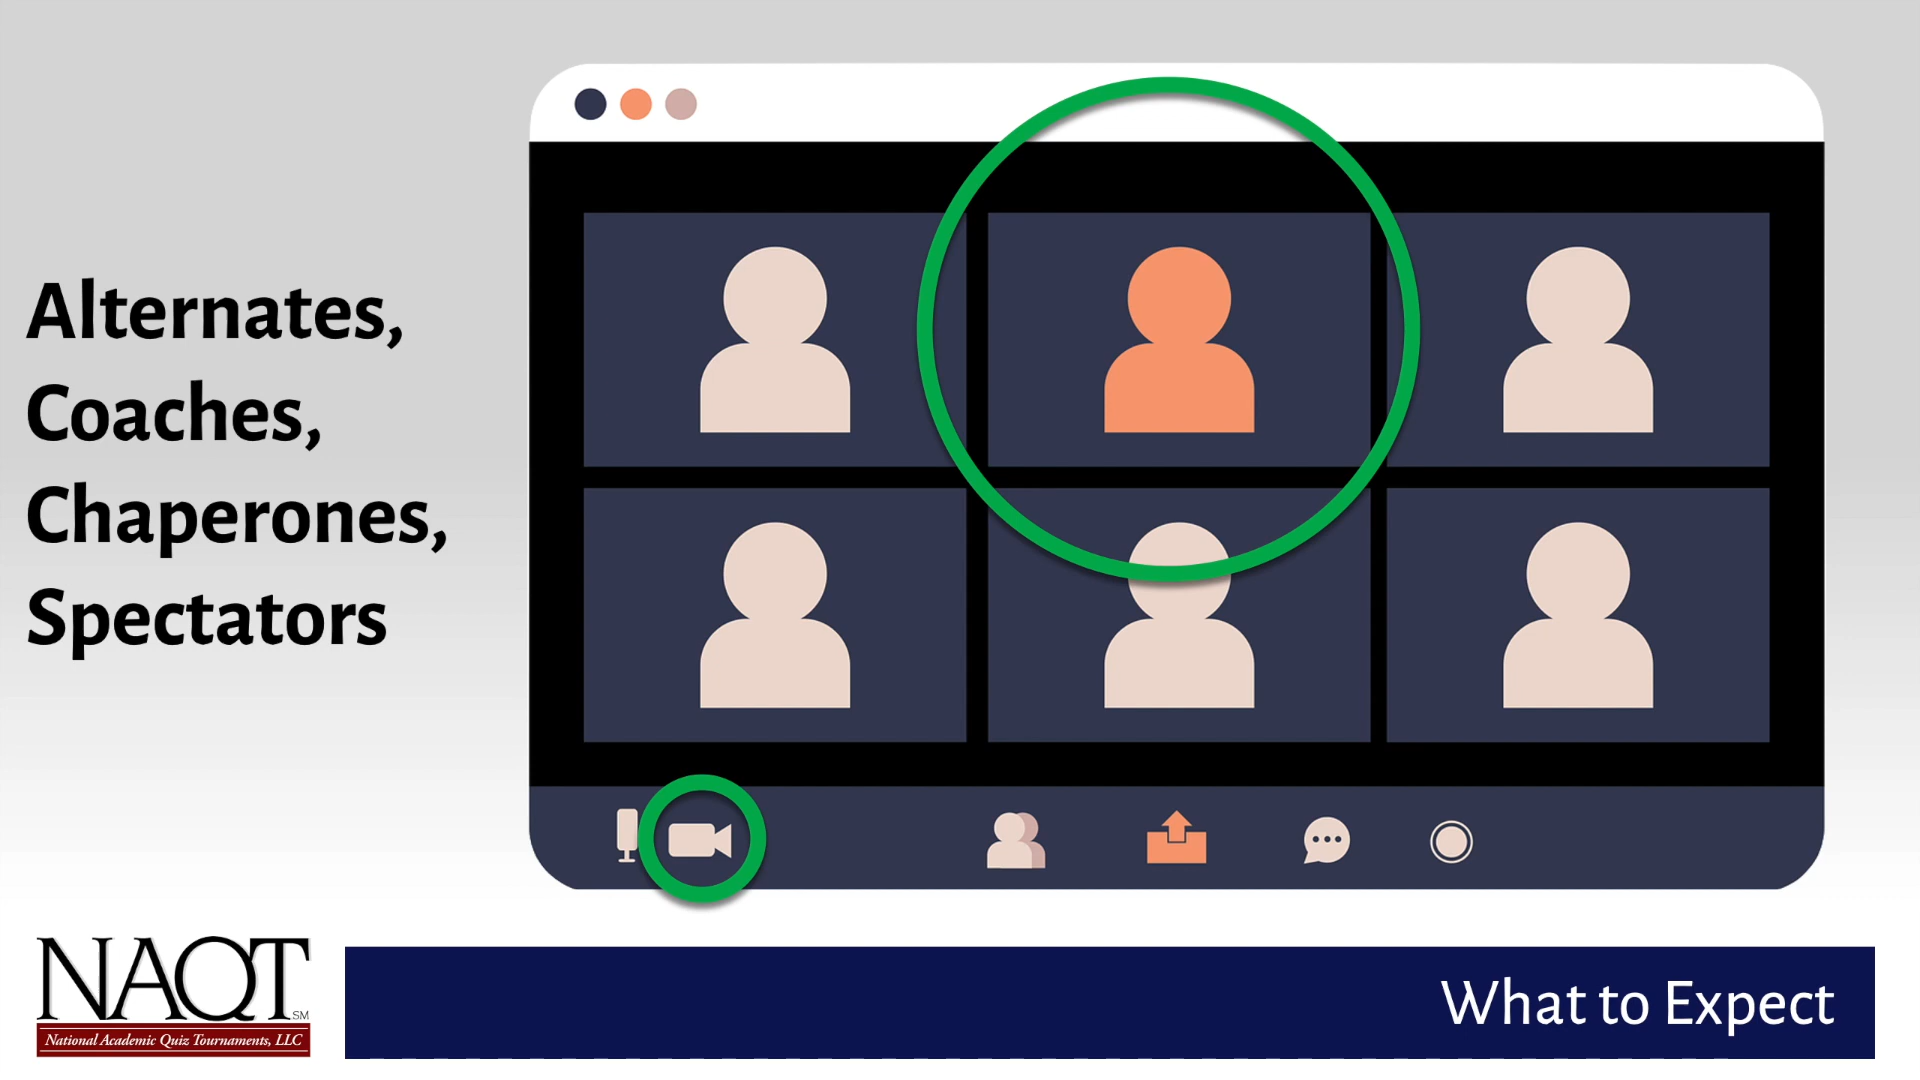 Alternates,
Coaches,
Chaperones,
Spectators
NAQT SM
National Academic Quiz Tournaments, LLC
What to Expect